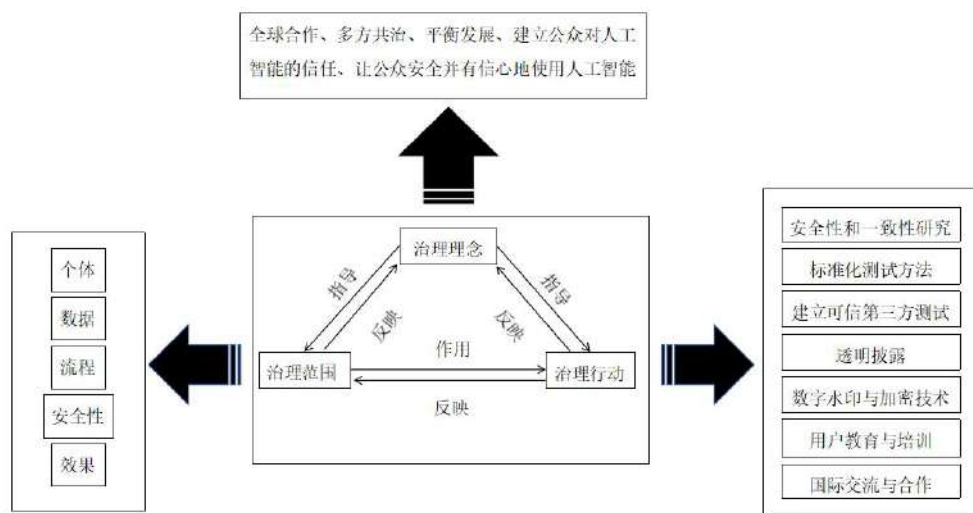 全球合作、多方共治、平衡发展、建立公众对人工
智能的信任、让公众安全并有信心地使用人工智能
个体
数据
流程
安全性
效果
治理理念
指导
反映
指导
反映
治理范围
作用
反映
治理行动
安全性和一致性研究
标准化测试方法
建立可信第三方测试
透明披露
数字水印与加密技术
用户教育与培训
国际交流与合作